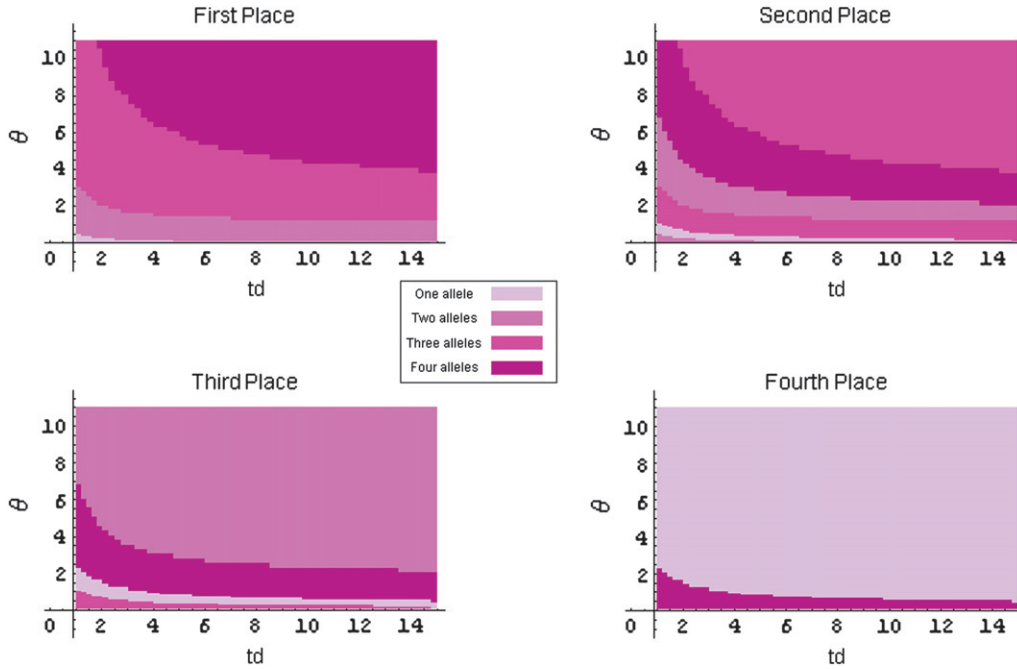 First Place
10
8
6
4
2
θ
0 2 4 6 8 10 12 14
td
Second Place
10
8
6
4
2
θ
0 2 4 6 8 10 12 14
td
One allele
Two alleles
Three alleles
Four alleles
Third Place
10
8
6
4
2
θ
0 2 4 6 8 10 12 14
td
Fourth Place
10
8
6
4
2
θ
0 2 4 6 8 10 12 14
td